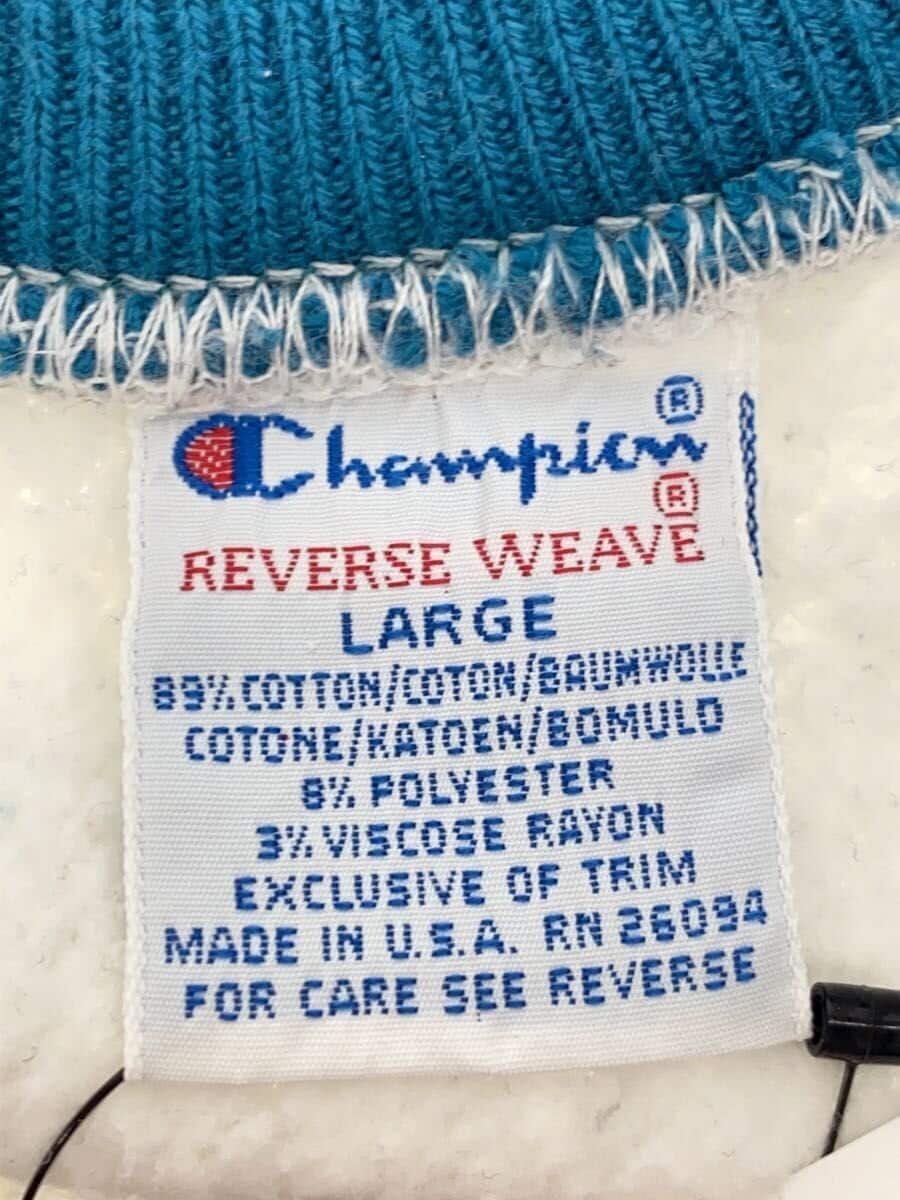 Champion®
REVERSE WEAVE®
LARGE
89% COTTON/COTON/BAUMWOLLE
COTONE/KATOEN/BOMULD
8% POLYESTER
3% VISCOSE RAYON
EXCLUSIVE OF TRIM
MADE IN U.S.A. RN 26094
FOR CARE SEE REVERSE